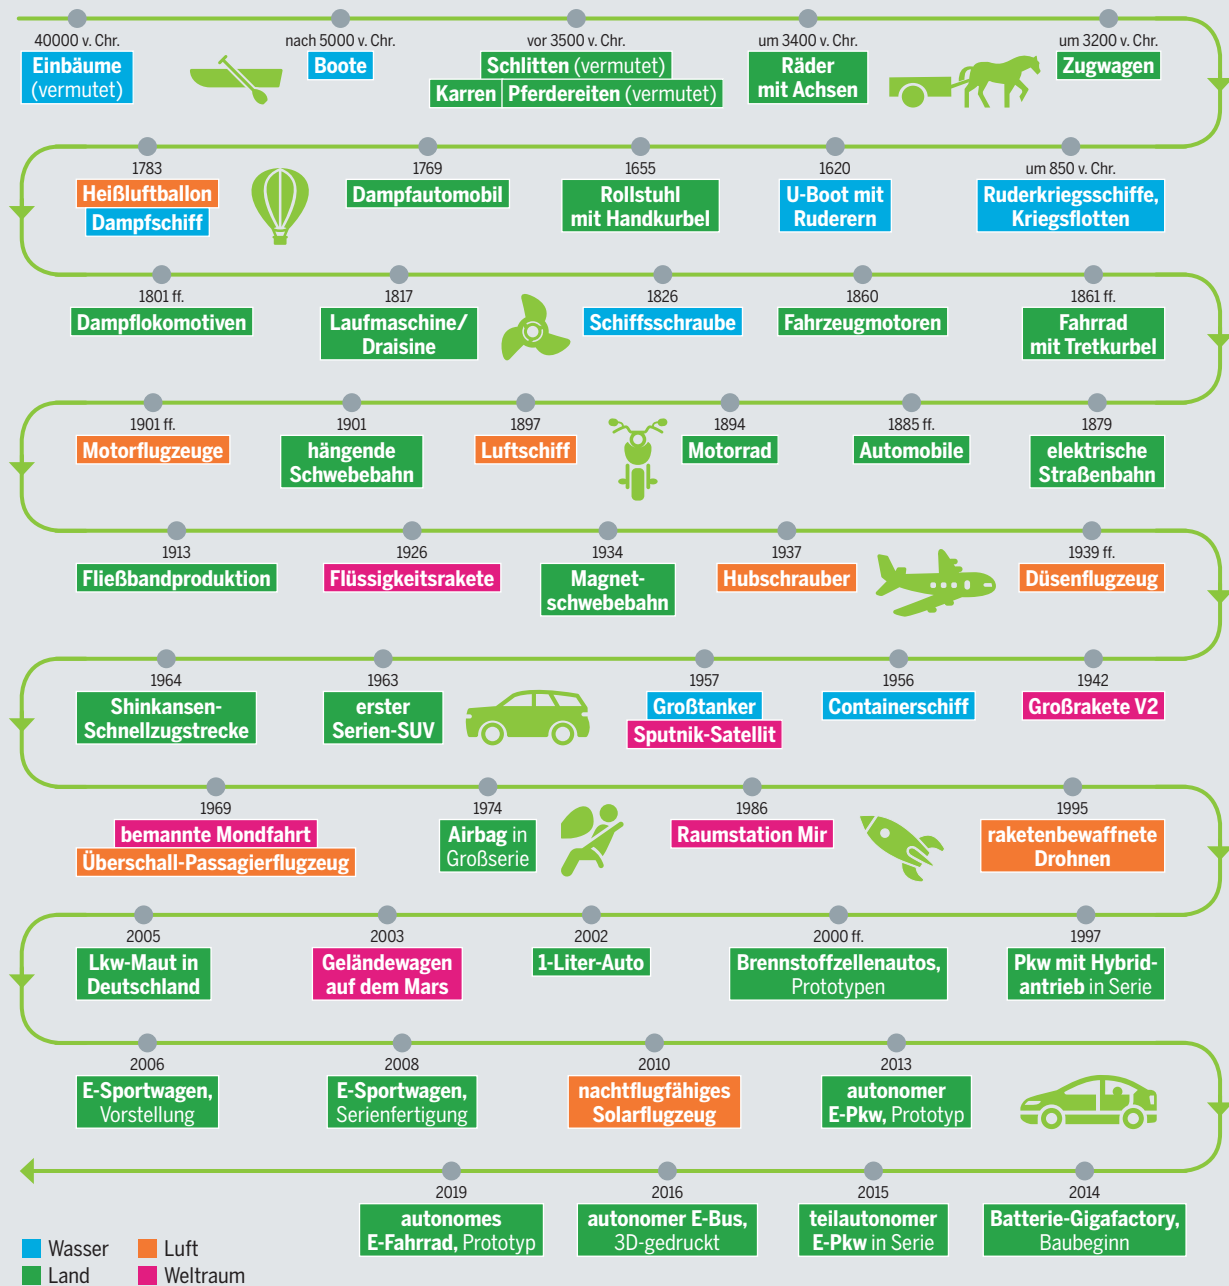 40000 v. Chr.
Einbäume
(vermutet)
nach 5000 v. Chr.
Boote
vor 3500 v. Chr.
Schlitten (vermutet)
Karren Pferdereiten (vermutet)
um 3400 v. Chr.
Räder
mit Achsen
um 3200 v. Chr.
Zugwagen
um 850 v. Chr.
Ruderkriegsschiffe,
Kriegsflotten
1620
U-Boot mit
Ruderern
1655
Rollstuhl
mit Handkurbel
1769
Dampfautomobil
1783
Heißluftballon
Dampfschiff
1801 ff.
Dampflokomotiven
1817
Laufmaschine/
Draisine
1826
Schiffsschraube
1860
Fahrzeugmotoren
1861 ff.
Fahrrad
mit Tretkurbel
1879
elektrische
Straßenbahn
1885 ff.
Automobile
1894
Motorrad
1897
Luftschiff
1901
hängende
Schwebebahn
1901 ff.
Motorflugzeuge
1913
Fließbandproduktion
1926
Flüssigkeitsrakete
1934
Magnet-
schwebebahn
1937
Hubschrauber
1939 ff.
Düsenflugzeug
1942
Großrakete V2
1956
Containerschiff
1957
Großtanker
Sputnik-Satellit
1963
erster
Serien-SUV
1964
Shinkansen-
Schnellzugstrecke
1969
bemannte Mondfahrt
Überschall-Passagierflugzeug
1974
Airbag in
Großserie
1986
Raumstation Mir
1995
raketenbewaffnete
Drohnen
1997
Pkw mit Hybrid-
antrieb in Serie
2000 ff.
Brennstoffzellenautos,
Prototypen
2002
1-Liter-Auto
2003
Geländewagen
auf dem Mars
2005
Lkw-Maut in
Deutschland
2006
E-Sportwagen,
Vorstellung
2008
E-Sportwagen,
Serienfertigung
2010
nachtflugfähiges
Solarflugzeug
2013
autonomer
E-Pkw, Prototyp
2014
Batterie-Gigafactory,
Baubeginn
2015
teilautonomer
E-Pkw in Serie
2016
autonomer E-Bus,
3D-gedruckt
2019
autonomes
E-Fahrrad, Prototyp
Wasser
Land
Luft
Weltraum